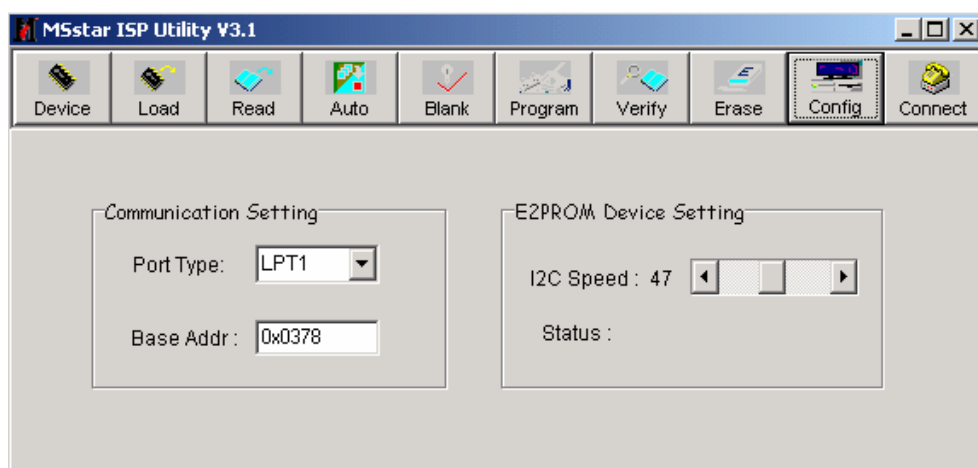 MSstar ISP Utility V3.1
Device Load Read Auto Blank Program Verify Erase Config Connect
Communication Setting
Port Type: LPT1
Base Addr : 0x0378
E2PROM Device Setting
I2C Speed : 47
Status :